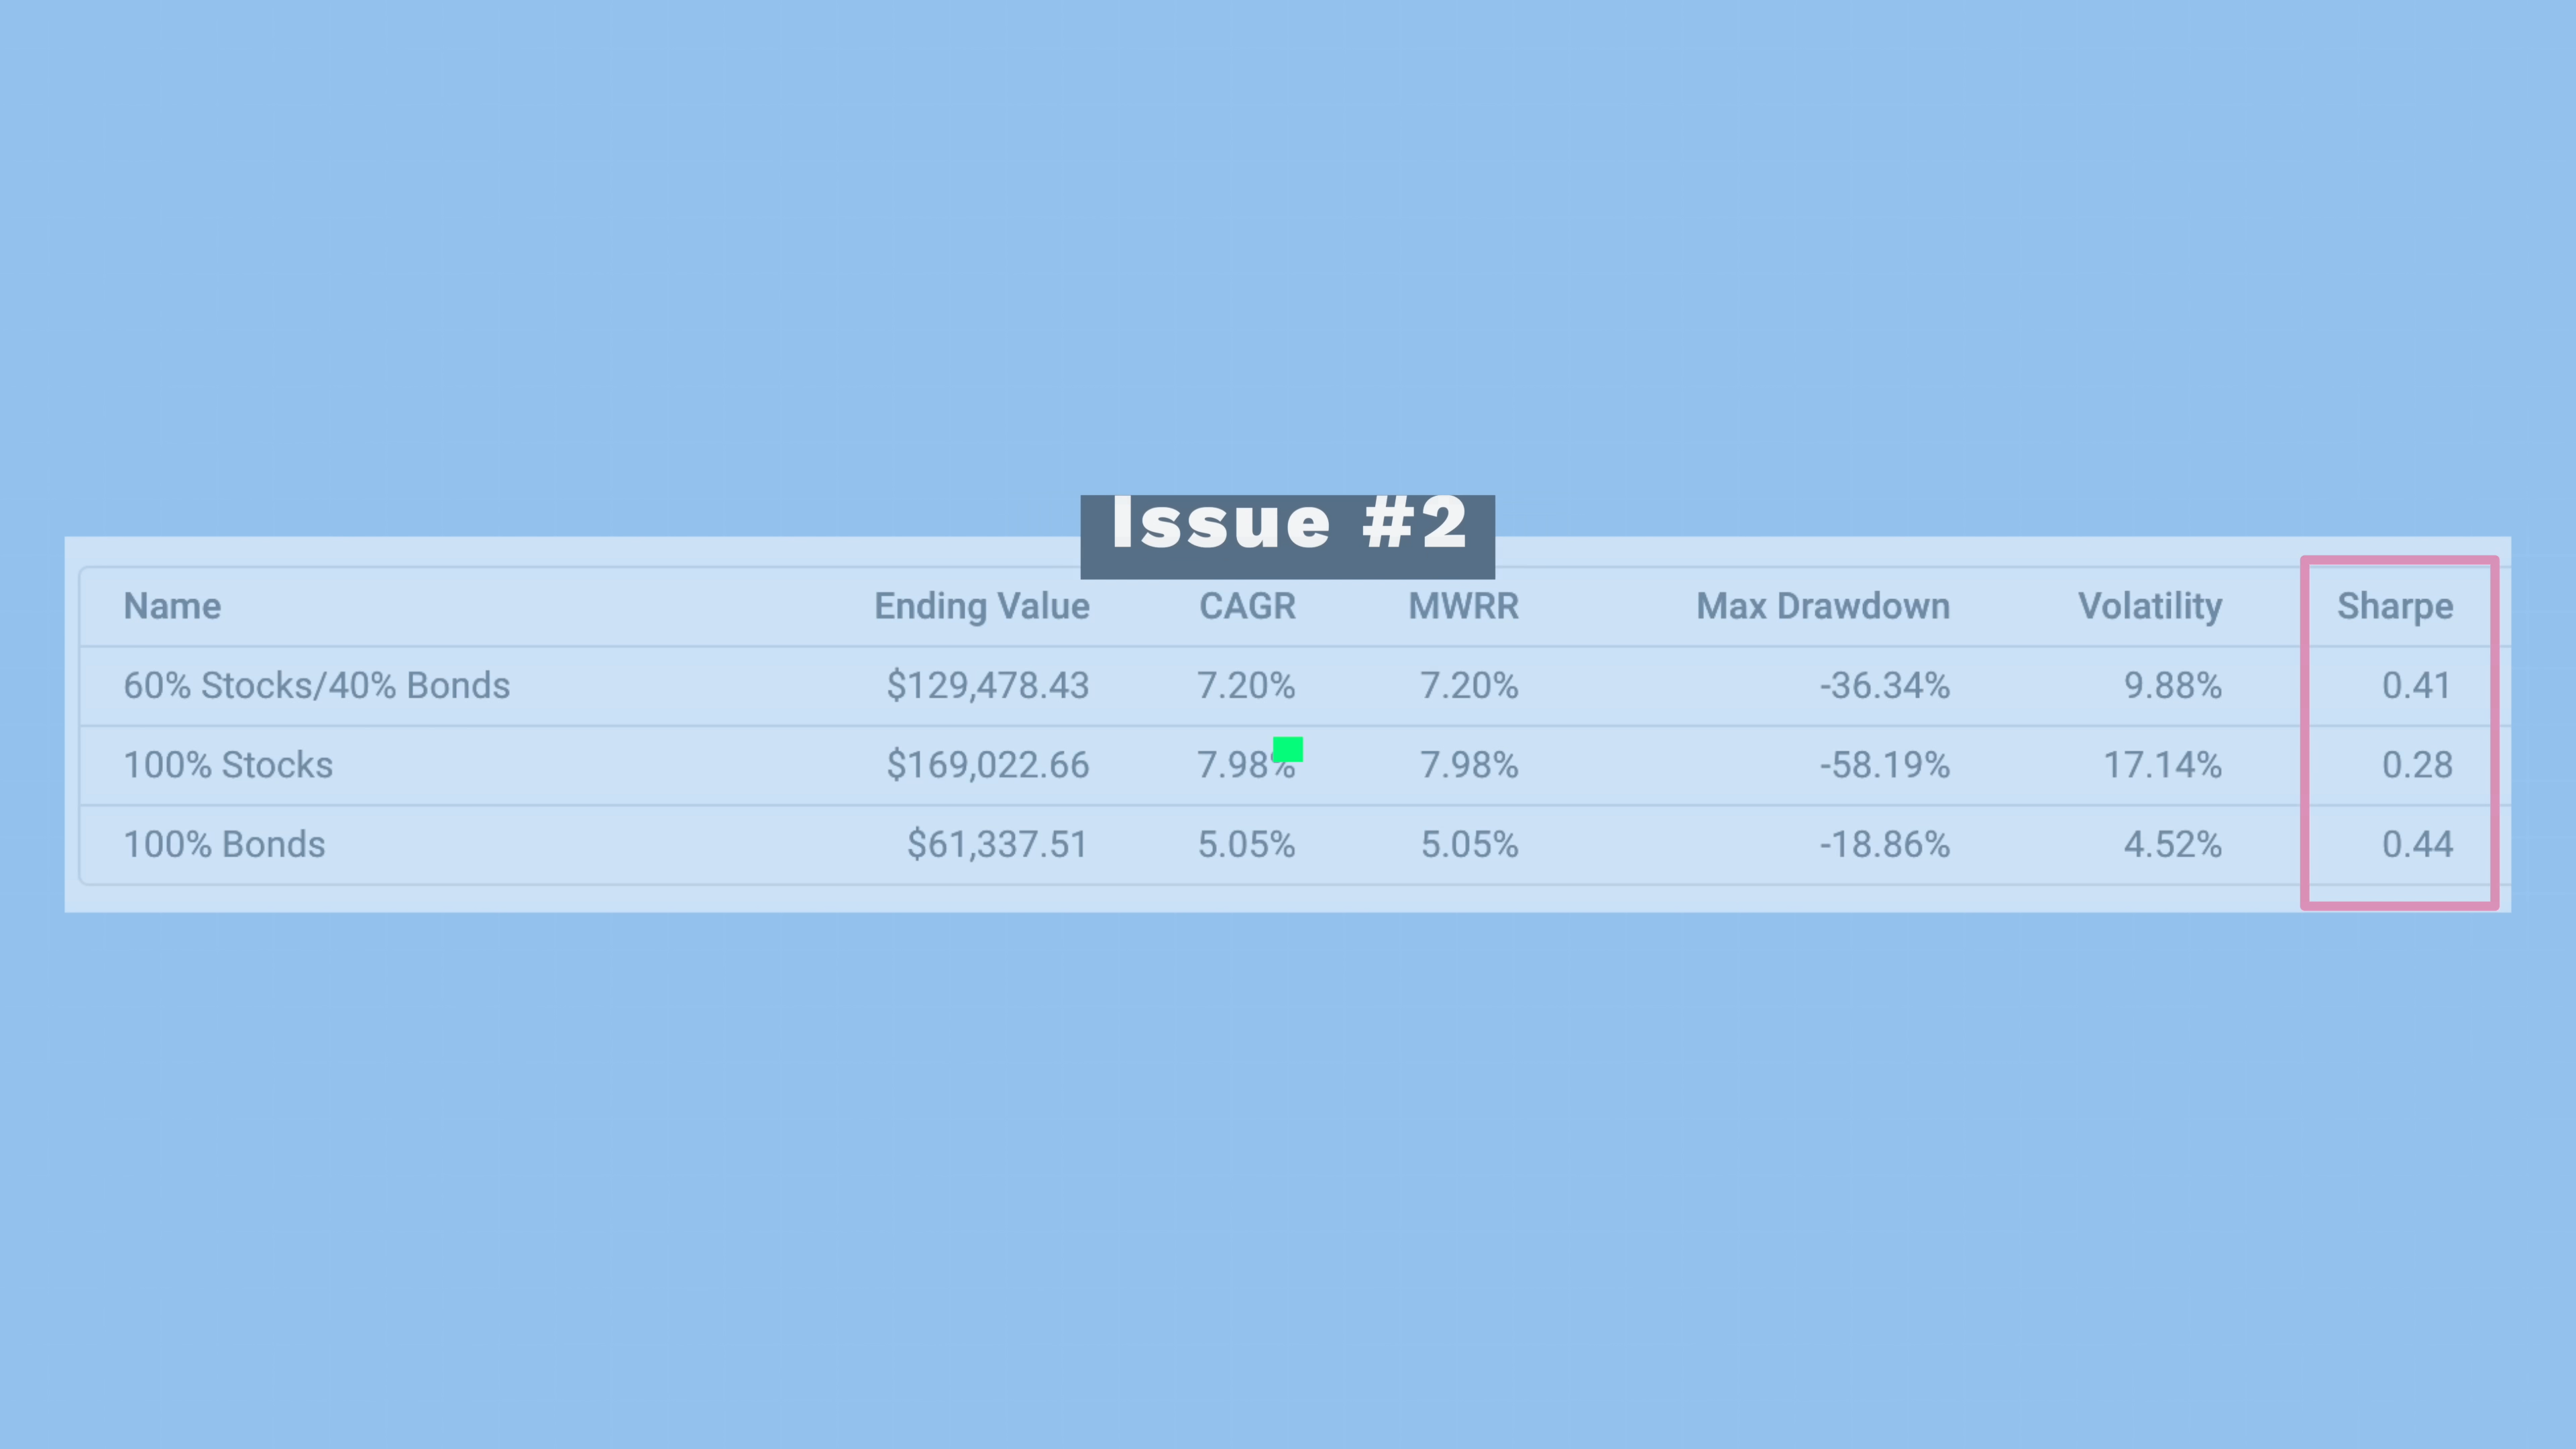 Issue #2
Name Ending Value CAGR MWRR Max Drawdown Volatility Sharpe
60% Stocks/40% Bonds $129,478.43 7.20% 7.20% -36.34% 9.88% 0.41
100% Stocks $169,022.66 7.98% 7.98% -58.19% 17.14% 0.28
100% Bonds $61,337.51 5.05% 5.05% -18.86% 4.52% 0.44